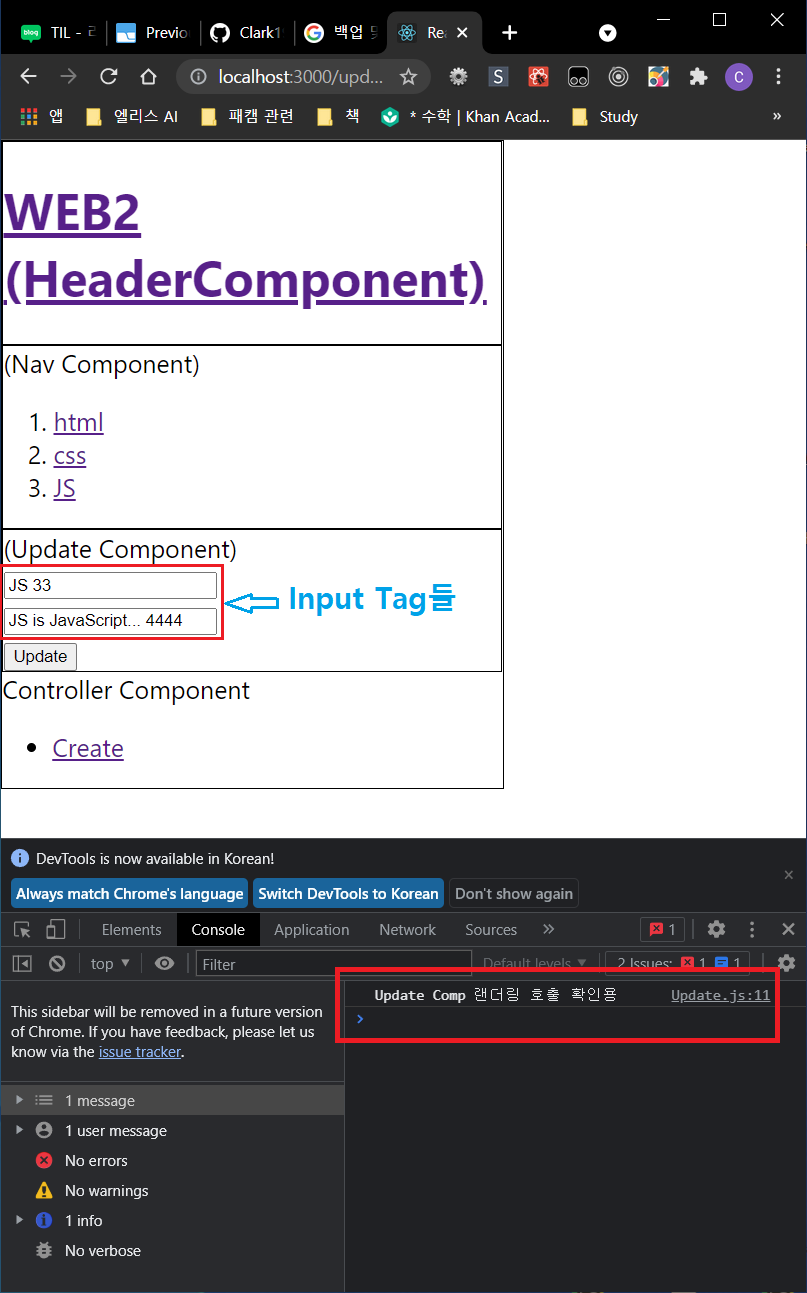 blog TIL - 리
Previo
Clark1
백업 및
Rea
localhost:3000/upd...
S
C
앱
엘리스 AI
패캠 관련
책
* 수학 | Khan Acad...
Study
»
WEB2
(HeaderComponent)
(Nav Component)
1. html
2. css
3. JS
(Update Component)
JS 33
Input Tag들
JS is JavaScript... 4444
Update
Controller Component
• Create
DevTools is now available in Korean!
Always match Chrome's language
Switch DevTools to Korean
Don't show again
Elements
Console
Application
Network
Sources
»
1
top
Filter
Default levels
2 Issues:
1
1
This sidebar will be removed in a future version
of Chrome. If you have feedback, please let us
know via the issue tracker.
Update Comp 랜더링 호출 확인용
Update.js:11
1 message
1 user message
No errors
No warnings
1 info
No verbose